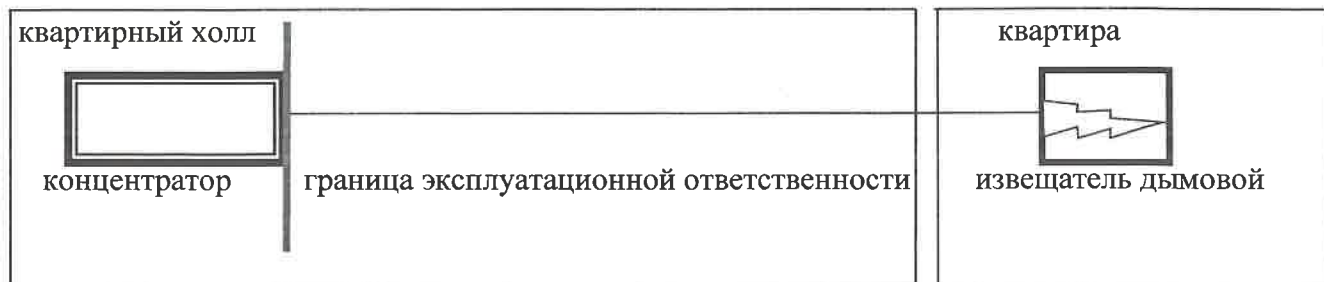 квартирный холл
квартира
концентратор
граница эксплуатационной ответственности
извещатель дымовой